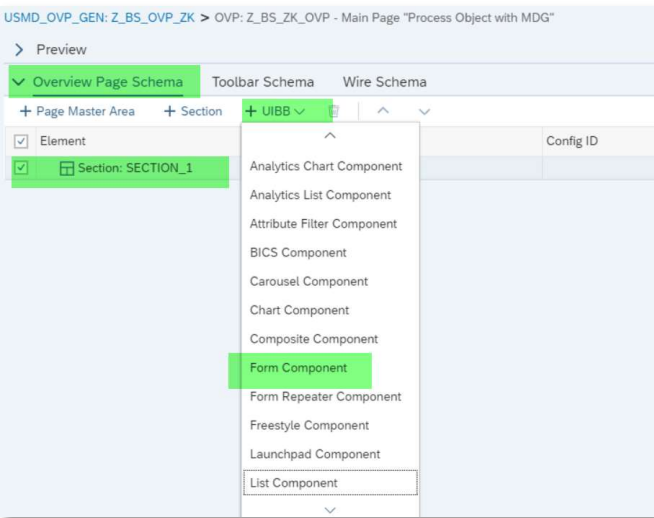 USMD_OVP_GEN: Z_BS_OVP_ZK > OVP: Z_BS_ZK_OVP - Main Page "Process Object with MDG"
Preview
Overview Page Schema Toolbar Schema Wire Schema
+ Page Master Area + Section + UIBB
Element Config ID
Section: SECTION_1
Analytics Chart Component
Analytics List Component
Attribute Filter Component
BICS Component
Carousel Component
Chart Component
Composite Component
Form Component
Form Repeater Component
Freestyle Component
Launchpad Component
List Component